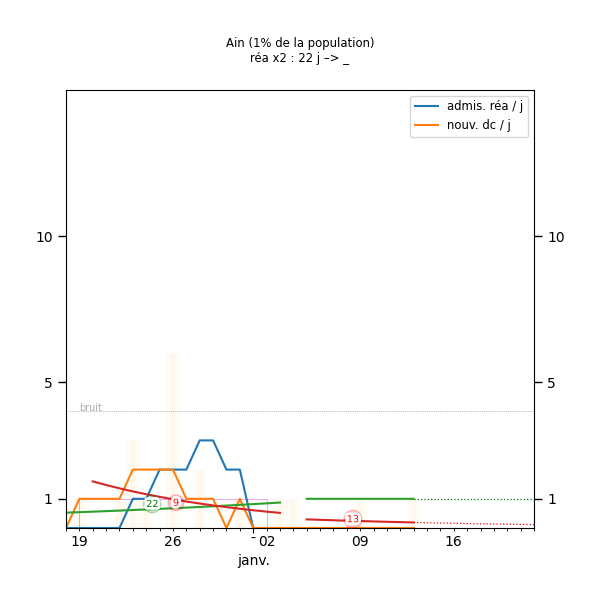 Ain (1% de la population)
réa x2 : 22 j –> _
admis. réa / j
nouv. dc / j
10 10
5 5
bruit
1 1
22 9 13
19 26 - 02 09 16
janv.